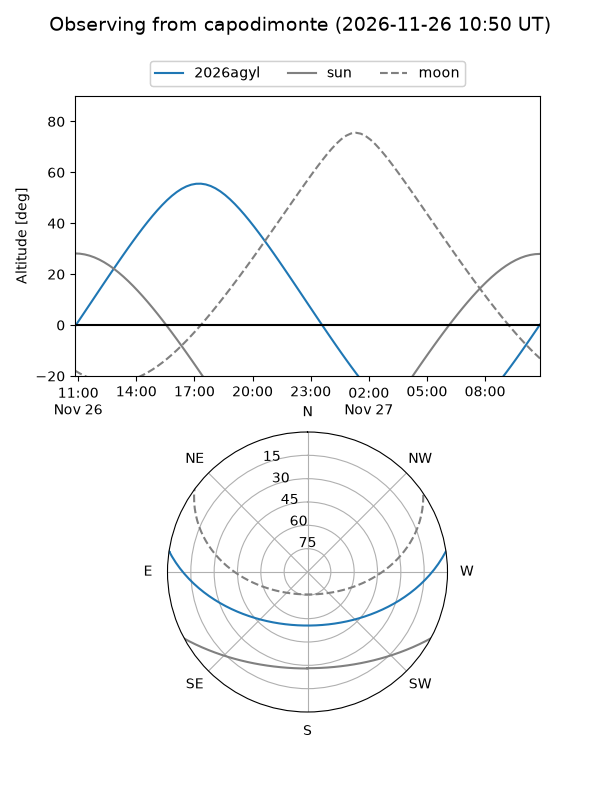 Observing from capodimonte (2026-11-26 10:50 UT)
2026agyl sun moon
Altitude [deg]
80
60
40
20
0
−20
11:00 14:00 17:00 20:00 23:00 02:00 05:00 08:00
Nov 26 Nov 27
N
NE NW
15
30
45
60
75
E W
SE SW
S